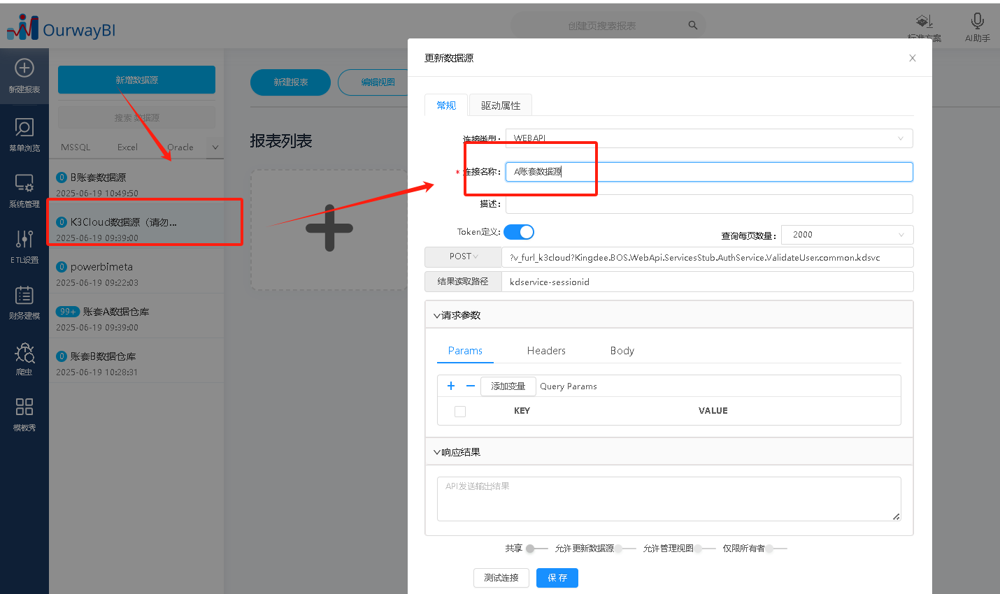 OurwayBI
创建页搜索报表
标准方案
AI助手
新建报表
菜单浏览
系统管理
ETL设置
财务建模
爬虫
模板秀
新增数据源
搜索 数据源
MSSQL Excel Oracle
0 B账套数据源
2025-06-19 10:49:50
0 K3Cloud数据源（请勿...
2025-06-19 09:39:00
0 powerbimeta
2025-06-19 09:22:03
99+ 账套A数据仓库
2025-06-19 09:39:00
0 账套B数据仓库
2025-06-19 10:28:31
新建报表 编辑视图
报表列表
更新数据源
常规 驱动属性
连接类型: WEBAPI
* 连接名称: A账套数据源
描述:
Token定义:
查询每页数量: 2000
POST ?v_furl_k3cloud?Kingdee.BOS.WebApi.ServicesStub.AuthService.ValidateUser.common.kdsvc
结果读取路径 kdservice-sessionid
请求参数
Params Headers Body
添加变量 Query Params
KEY VALUE
响应结果
API发送输出结果
共享 允许更新数据源 允许管理视图 仅限所有者
测试连接 保 存